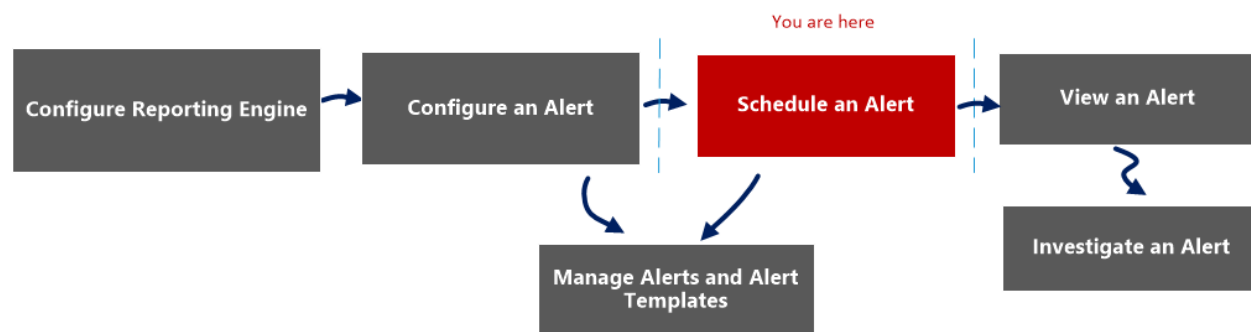 You are here
Configure Reporting Engine
Configure an Alert
Schedule an Alert
View an Alert
Manage Alerts and Alert
Templates
Investigate an Alert